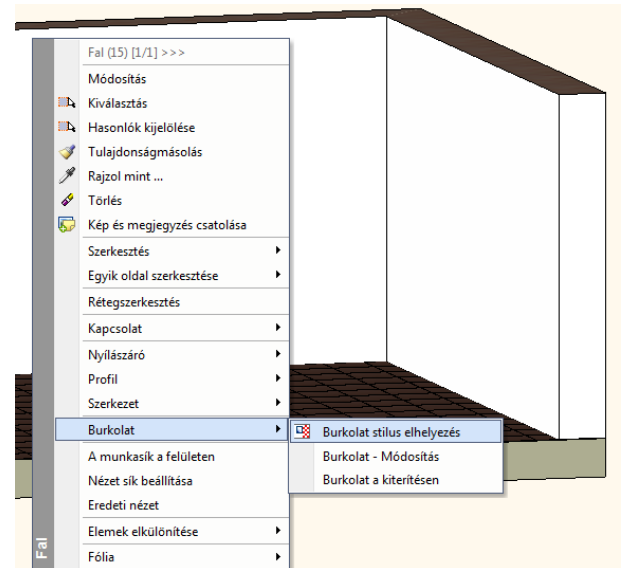 Fal (15) [1/1] >>>
Módosítás
Kiválasztás
Hasonlók kijelölése
Tulajdonságmásolás
Rajzol mint ...
Törlés
Kép és megjegyzés csatolása
Szerkesztés
Egyik oldal szerkesztése
Rétegszerkesztés
Kapcsolat
Nyílászáró
Profil
Szerkezet
Burkolat
Burkolat stilus elhelyezés
A munkasík a felületen
Burkolat - Módosítás
Nézet sík beállítása
Burkolat a kiterítésen
Eredeti nézet
Elemek elkülönítése
Fólia
Fal